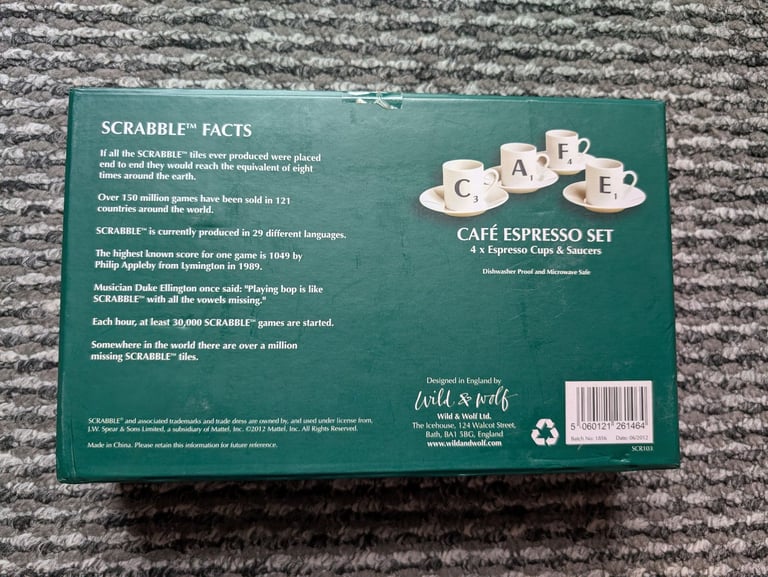 SCRABBLE™ FACTS
If all the SCRABBLE™ tiles ever produced were placed
end to end they would reach the equivalent of eight
times around the earth.
Over 150 million games have been sold in 121
countries around the world.
SCRABBLE™ is currently produced in 29 different languages.
The highest known score for one game is 1049 by
Philip Appleby from Lymington in 1989.
Musician Duke Ellington once said: "Playing bop is like
SCRABBLE™ with all the vowels missing."
Each hour, at least 30,000 SCRABBLE™ games are started.
Somewhere in the world there are over a million
missing SCRABBLE™ tiles.
SCRABBLE® and associated trademarks and trade dress are owned by, and used under license from,
J.W. Spear & Sons Limited, a subsidiary of Mattel, Inc. ©2012 Mattel, Inc. All Rights Reserved.
Made in China. Please retain this information for future reference.
C3 A1 F4 E1
CAFÉ ESPRESSO SET
4 x Espresso Cups & Saucers
Dishwasher Proof and Microwave Safe
Designed in England by
Wild & Wolf
Wild & Wolf Ltd.
The Icehouse, 124 Walcot Street,
Bath, BA1 5BG, England
www.wildandwolf.com
5 060121 261464
Date: 06/2012
SCR103